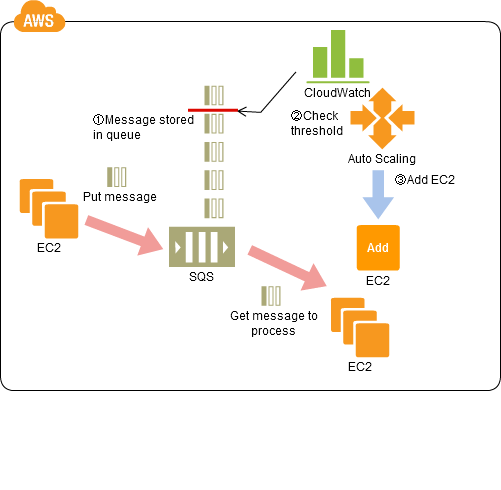 AWS
CloudWatch
①Message stored
in queue
②Check
threshold
Auto Scaling
③Add EC2
Put message
EC2
SQS
Add
EC2
Get message to
process
EC2